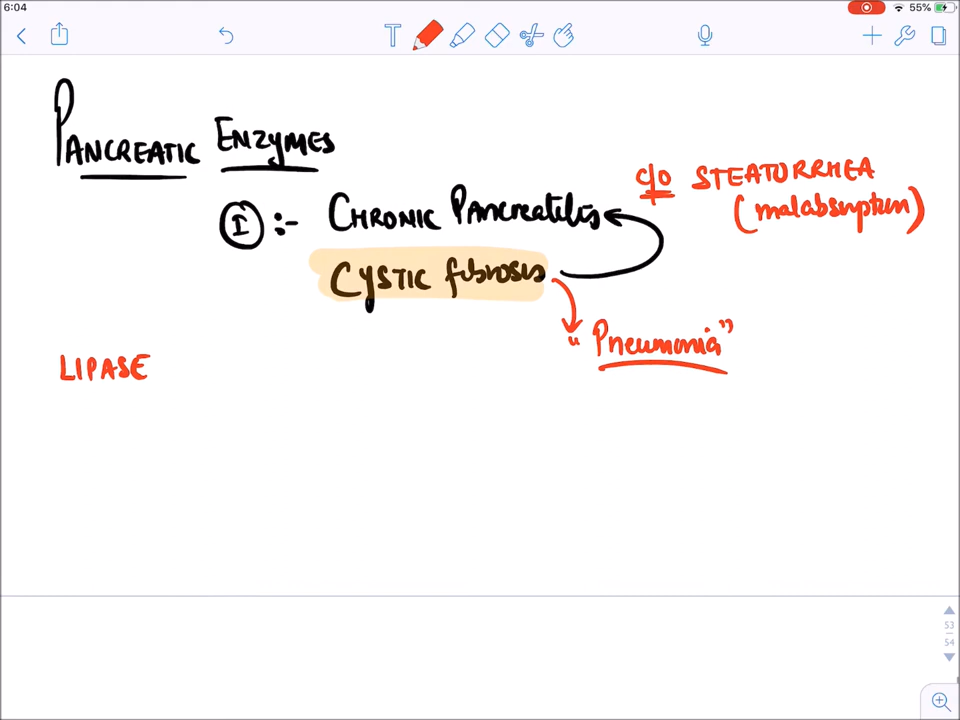 6:04
55%
T
PANCREATIC ENZYMES
c/o STEATORRHEA
(malabsorption)
I :- CHRONIC Pancreatitis
Cystic fibrosis
"Pneumonia"
LIPASE
53
54